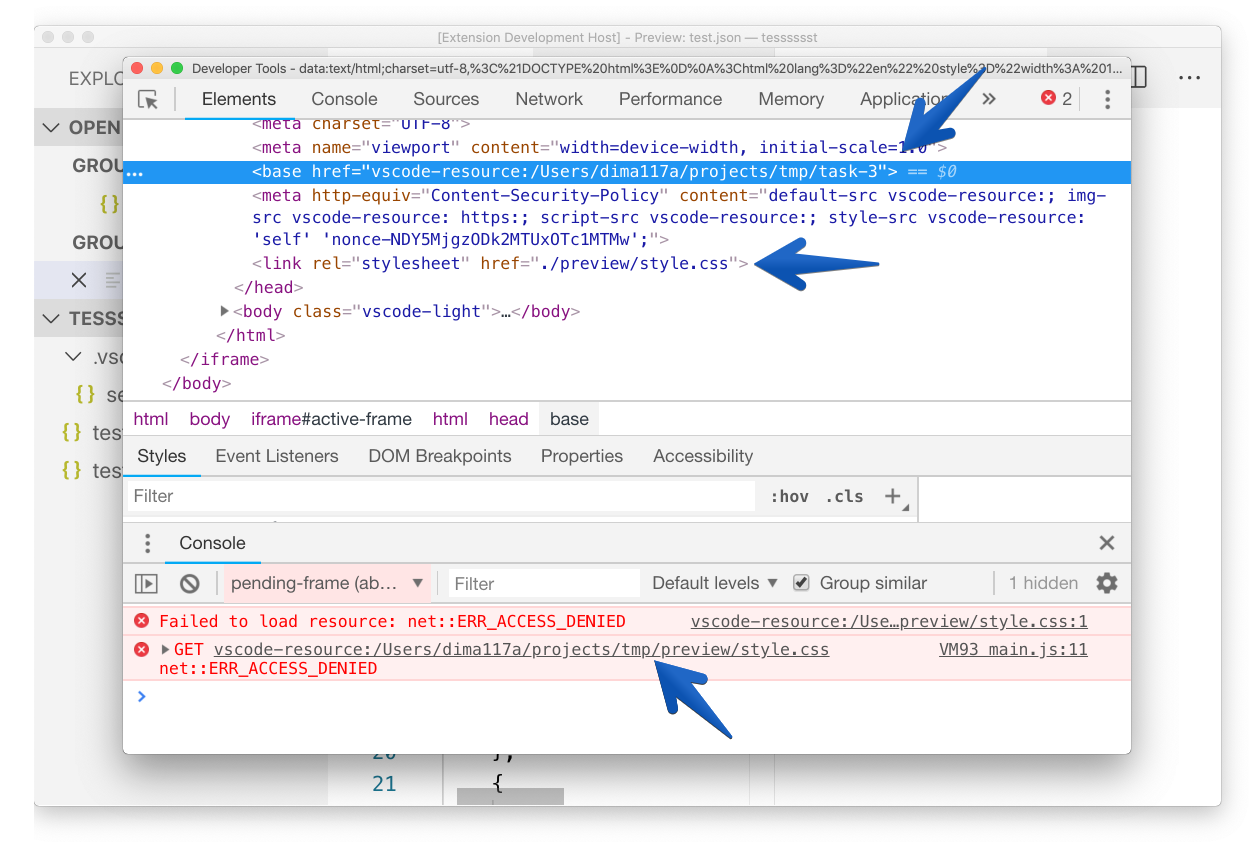 [Extension Development Host] - Preview: test.json — tesssssst
EXPLO
Developer Tools - data:text/html;charset=utf-8,%3C%21DOCTYPE%20html%3E%0D%0A%3Chtml%20lang%3D%22en%22%20style%3D%22width%3A%201...
Elements Console Sources Network Performance Memory Application » 2
OPEN
GROU
{}
GROU
TESSS
.vsc
{} se
{} tes
{} tes
<meta charset="UTF-8">
<meta name="viewport" content="width=device-width, initial-scale=1.0">
... <base href="vscode-resource:/Users/dima117a/projects/tmp/task-3"> == $0
<meta http-equiv="Content-Security-Policy" content="default-src vscode-resource:; img-
src vscode-resource: https:; script-src vscode-resource:; style-src vscode-resource:
'self' 'nonce-NDY5MjgzODk2MTUxOTc1MTMw';">
<link rel="stylesheet" href="./preview/style.css">
</head>
<body class="vscode-light">…</body>
</html>
</iframe>
</body>
html body iframe#active-frame html head base
Styles Event Listeners DOM Breakpoints Properties Accessibility
Filter :hov .cls +
Console
pending-frame (ab... Filter Default levels Group similar 1 hidden
Failed to load resource: net::ERR_ACCESS_DENIED vscode-resource:/Use…preview/style.css:1
GET vscode-resource:/Users/dima117a/projects/tmp/preview/style.css VM93 main.js:11
net::ERR_ACCESS_DENIED
20 },
21 {